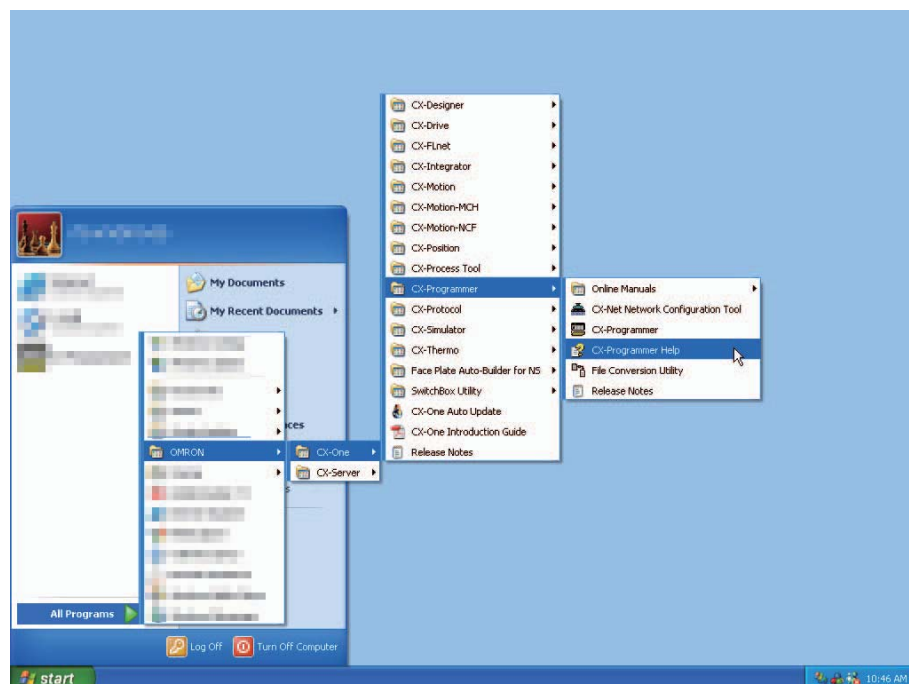 CX-Designer
CX-Drive
CX-FLnet
CX-Integrator
CX-Motion
CX-Motion-MCH
CX-Motion-NCF
CX-Position
CX-Process Tool
CX-Programmer
CX-Protocol
CX-Simulator
CX-Thermo
Face Plate Auto-Builder for NS
SwitchBox Utility
CX-One Auto Update
CX-One Introduction Guide
Release Notes
Online Manuals
CX-Net Network Configuration Tool
CX-Programmer
CX-Programmer Help
File Conversion Utility
Release Notes
My Documents
My Recent Documents
OMRON
CX-One
CX-Server
All Programs
Log Off
Turn Off Computer
start
10:46 AM